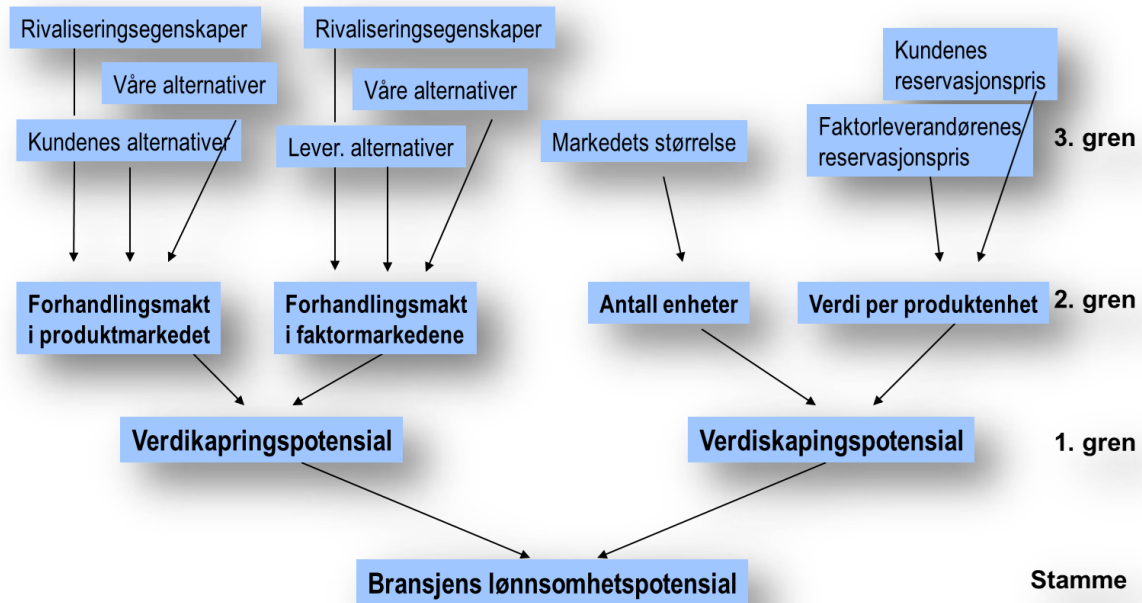 Rivaliseringsegenskaper
Rivaliseringsegenskaper
Kundenes
reservasjonspris
Våre alternativer
Våre alternativer
Kundenes alternativer
Lever. alternativer
Markedets størrelse
Faktorleverandørenes
reservasjonspris
3. gren
Forhandlingsmakt
i produktmarkedet
Forhandlingsmakt
i faktormarkedene
Antall enheter
Verdi per produktenhet
2. gren
Verdikapringspotensial
Verdiskapingspotensial
1. gren
Bransjens lønnsomhetspotensial
Stamme